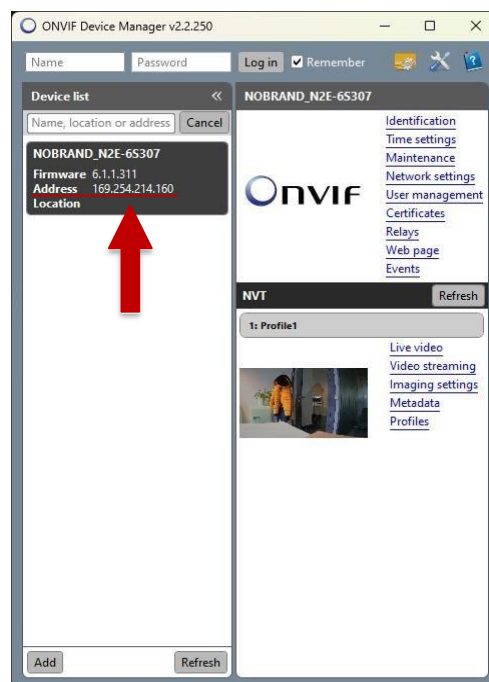 ONVIF Device Manager v2.2.250
Name Password Log in Remember
Device list
Name, location or address Cancel
NOBRAND_N2E-6S307
Firmware 6.1.1.311
Address 169.254.214.160
Location
Add Refresh
NOBRAND_N2E-6S307
ONVIF
Identification
Time settings
Maintenance
Network settings
User management
Certificates
Relays
Web page
Events
NVT Refresh
1: Profile1
Live video
Video streaming
Imaging settings
Metadata
Profiles